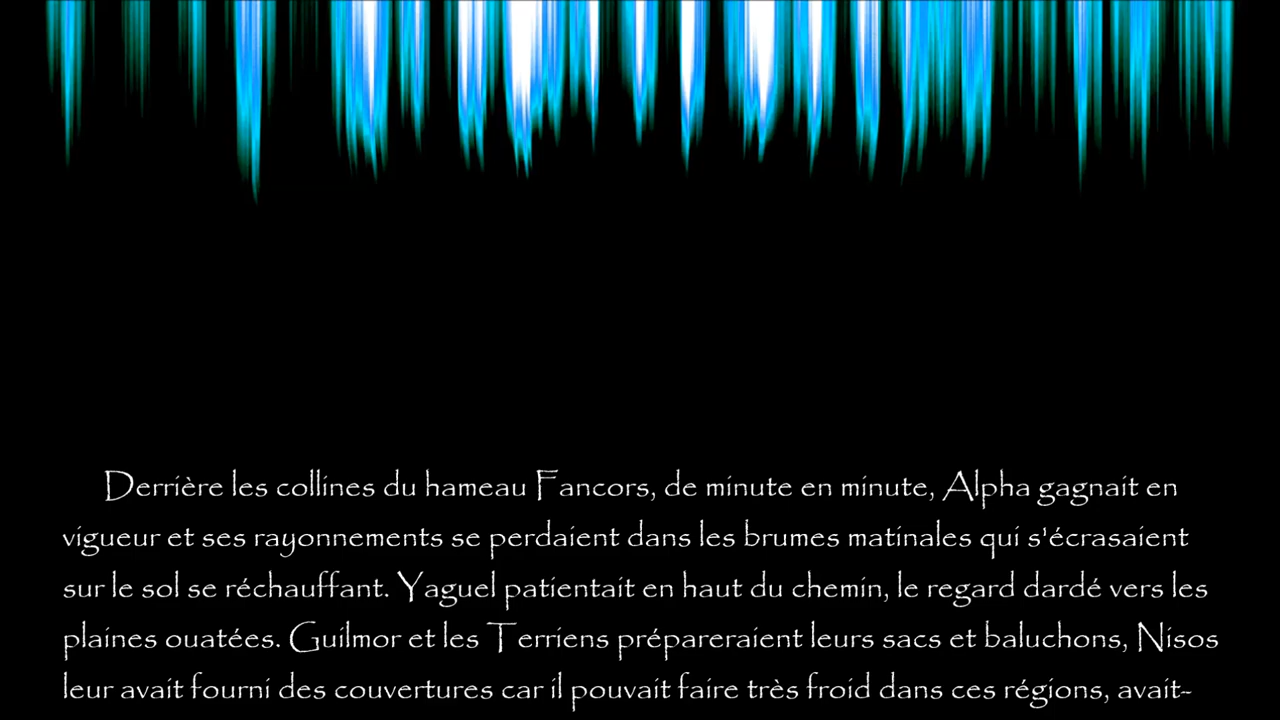 Derrière les collines du hameau Fancors, de minute en minute, Alpha gagnait en
vigueur et ses rayonnements se perdaient dans les brumes matinales qui s'écrasaient
sur le sol se réchauffant. Yaguel patientait en haut du chemin, le regard dardé vers les
plaines ouatées. Guilmor et les Terriens prépareraient leurs sacs et baluchons, Nisos
leur avait fourni des couvertures car il pouvait faire très froid dans ces régions, avait-